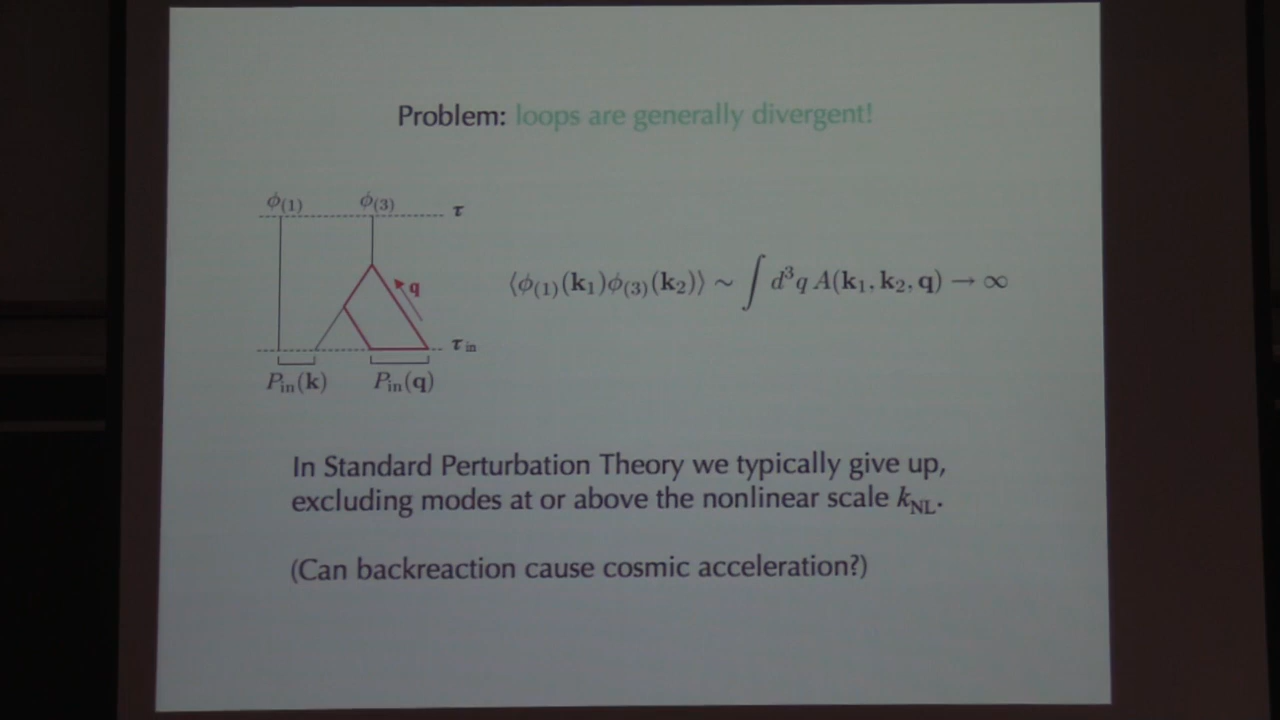 Problem: loops are generally divergent!
ϕ(1) ϕ(3) τ
q
⟨ϕ(1)(k₁)ϕ(3)(k₂)⟩ ~ ∫ d³q A(k₁, k₂, q) → ∞
τ in
Pin(k) Pin(q)
In Standard Perturbation Theory we typically give up,
excluding modes at or above the nonlinear scale kNL.
(Can backreaction cause cosmic acceleration?)